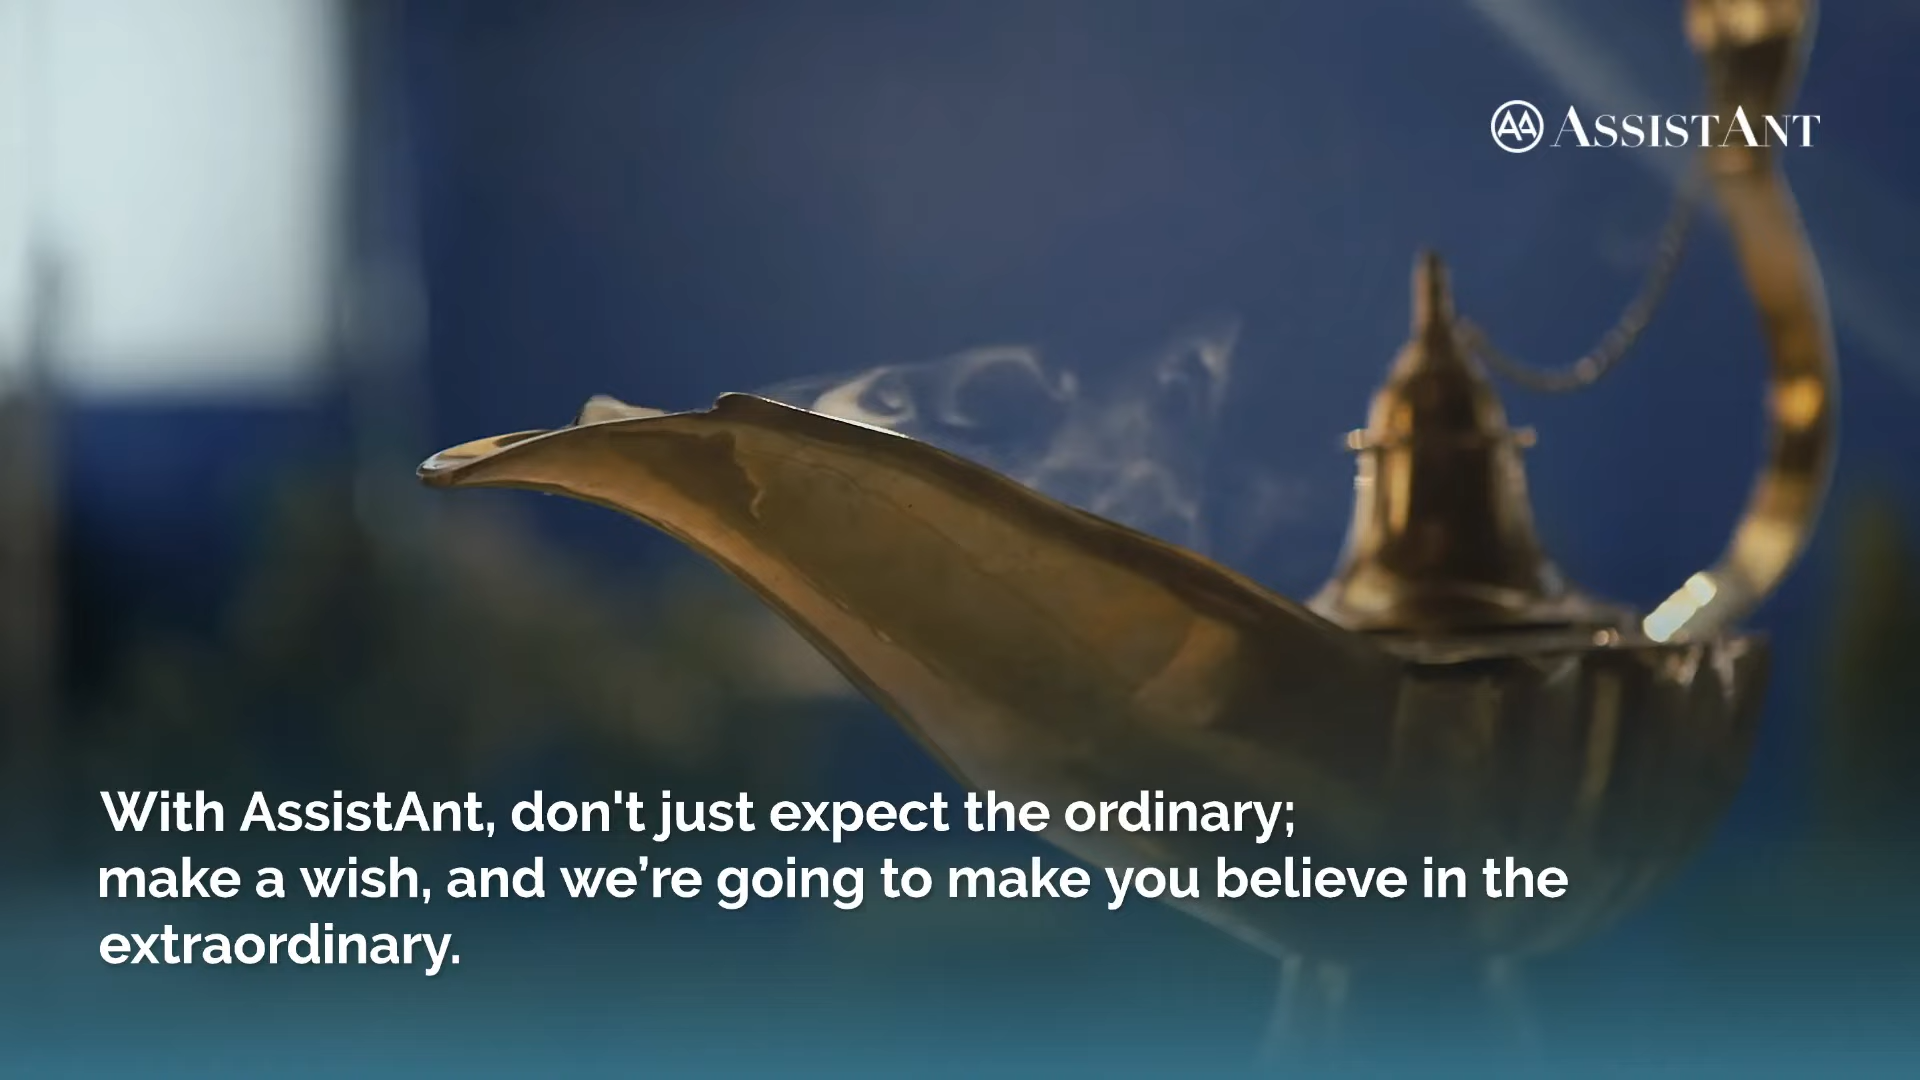 ASSISTANT
With AssistAnt, don't just expect the ordinary;
make a wish, and we’re going to make you believe in the
extraordinary.